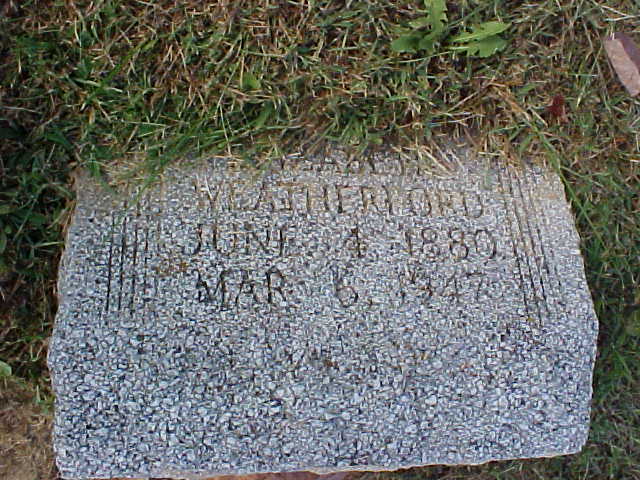 WEATHERFORD
JUNE 4, 1880
MAR. 6, 1947